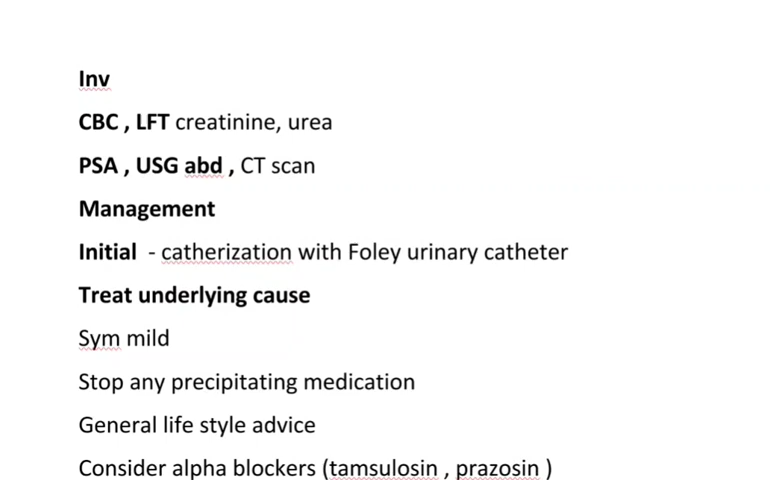 Inv
CBC , LFT creatinine, urea
PSA , USG abd , CT scan
Management
Initial  - catherization with Foley urinary catheter
Treat underlying cause
Sym mild
Stop any precipitating medication
General life style advice
Consider alpha blockers (tamsulosin , prazosin )